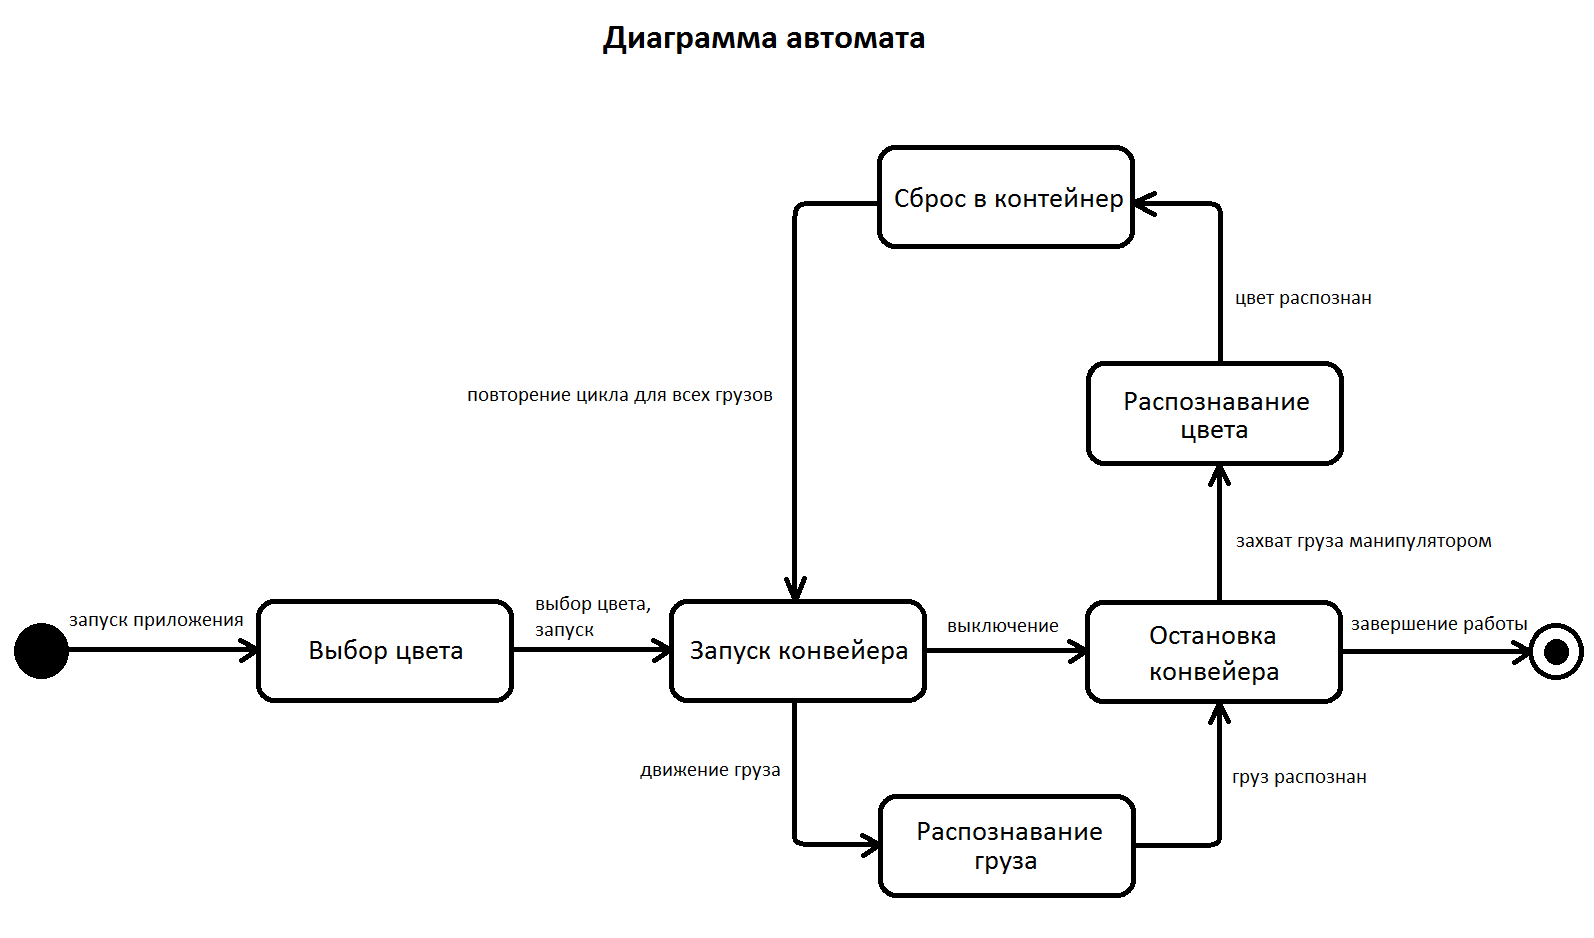 Диаграмма автомата
Сброс в контейнер
цвет распознан
повторение цикла для всех грузов
Распознавание
цвета
захват груза манипулятором
запуск приложения
Выбор цвета
выбор цвета,
запуск
Запуск конвейера
выключение
Остановка
конвейера
завершение работы
движение груза
груз распознан
Распознавание
груза